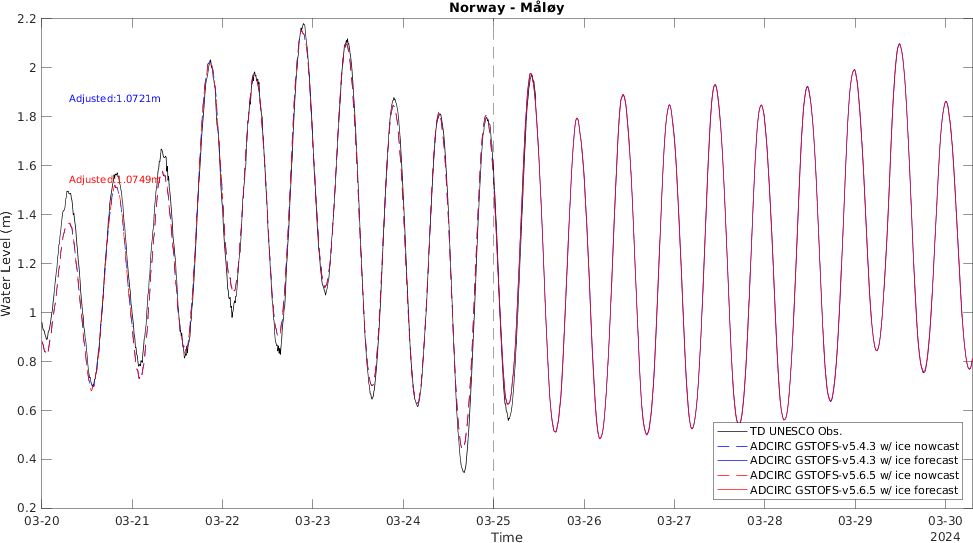 Norway - Måløy
2.2
2
1.8
1.6
1.4
1.2
1
0.8
0.6
0.4
0.2
Water Level (m)
Adjusted:1.0721m
Adjusted:1.0749m
TD UNESCO Obs.
ADCIRC GSTOFS-v5.4.3 w/ ice nowcast
ADCIRC GSTOFS-v5.4.3 w/ ice forecast
ADCIRC GSTOFS-v5.6.5 w/ ice nowcast
ADCIRC GSTOFS-v5.6.5 w/ ice forecast
03-20 03-21 03-22 03-23 03-24 03-25 03-26 03-27 03-28 03-29 03-30
Time
2024